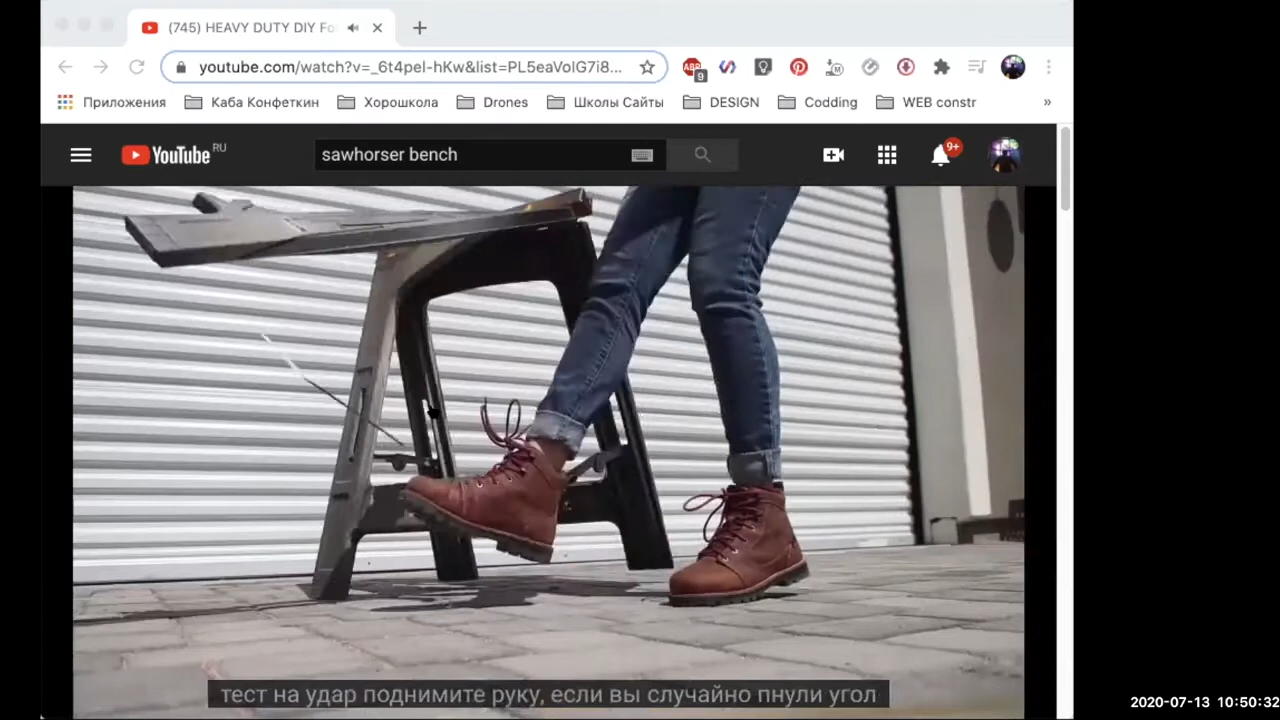 (745) HEAVY DUTY DIY Fo
youtube.com/watch?v=_6t4pel-hKw&list=PL5eaVolG7i8...
ABP
9
M
Приложения Каба Конфеткин Хорошкола Drones Школы Сайты DESIGN Codding WEB constr »
YouTube RU
sawhorser bench
9+
тест на удар поднимите руку, если вы случайно пнули угол
2020-07-13 10:50:32